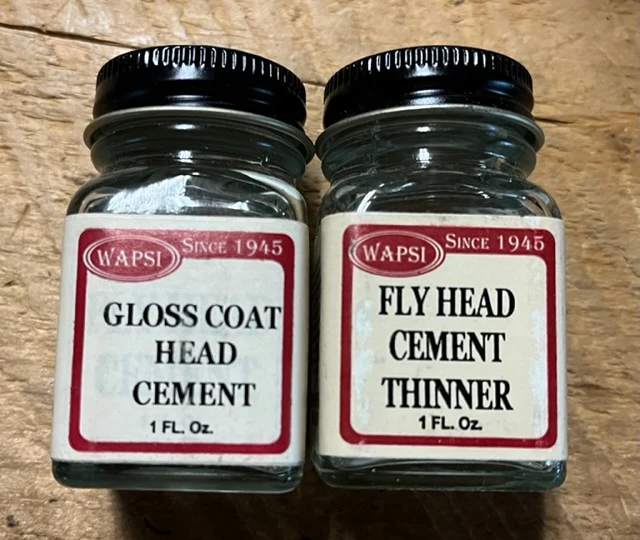 WAPSI SINCE 1945
GLOSS COAT
HEAD
CEMENT
1 FL. Oz.
WAPSI SINCE 1945
FLY HEAD
CEMENT
THINNER
1 FL. Oz.